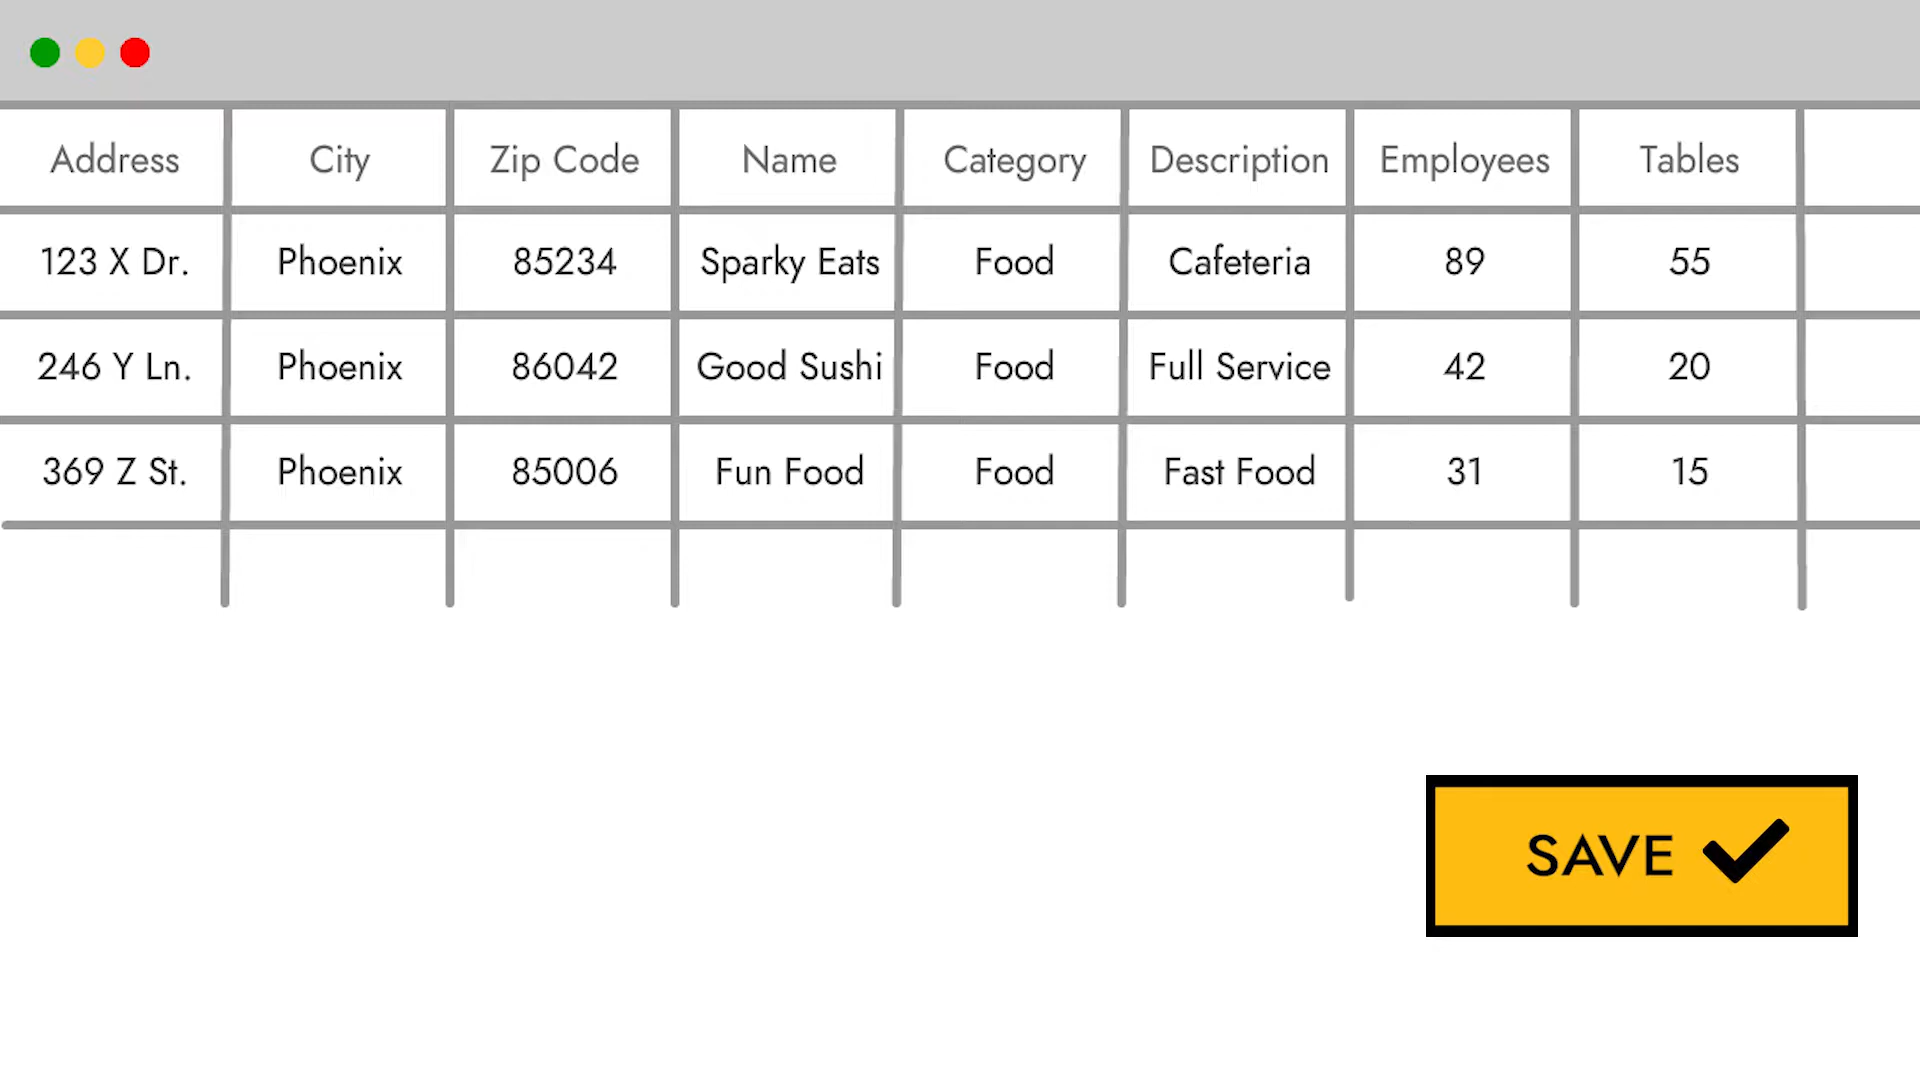 Address City Zip Code Name Category Description Employees Tables
123 X Dr. Phoenix 85234 Sparky Eats Food Cafeteria 89 55
246 Y Ln. Phoenix 86042 Good Sushi Food Full Service 42 20
369 Z St. Phoenix 85006 Fun Food Food Fast Food 31 15
SAVE